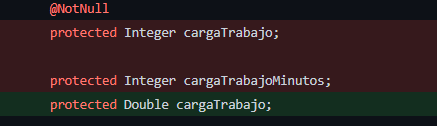 @NotNull
protected Integer cargaTrabajo;
protected Integer cargaTrabajoMinutos;
protected Double cargaTrabajo;